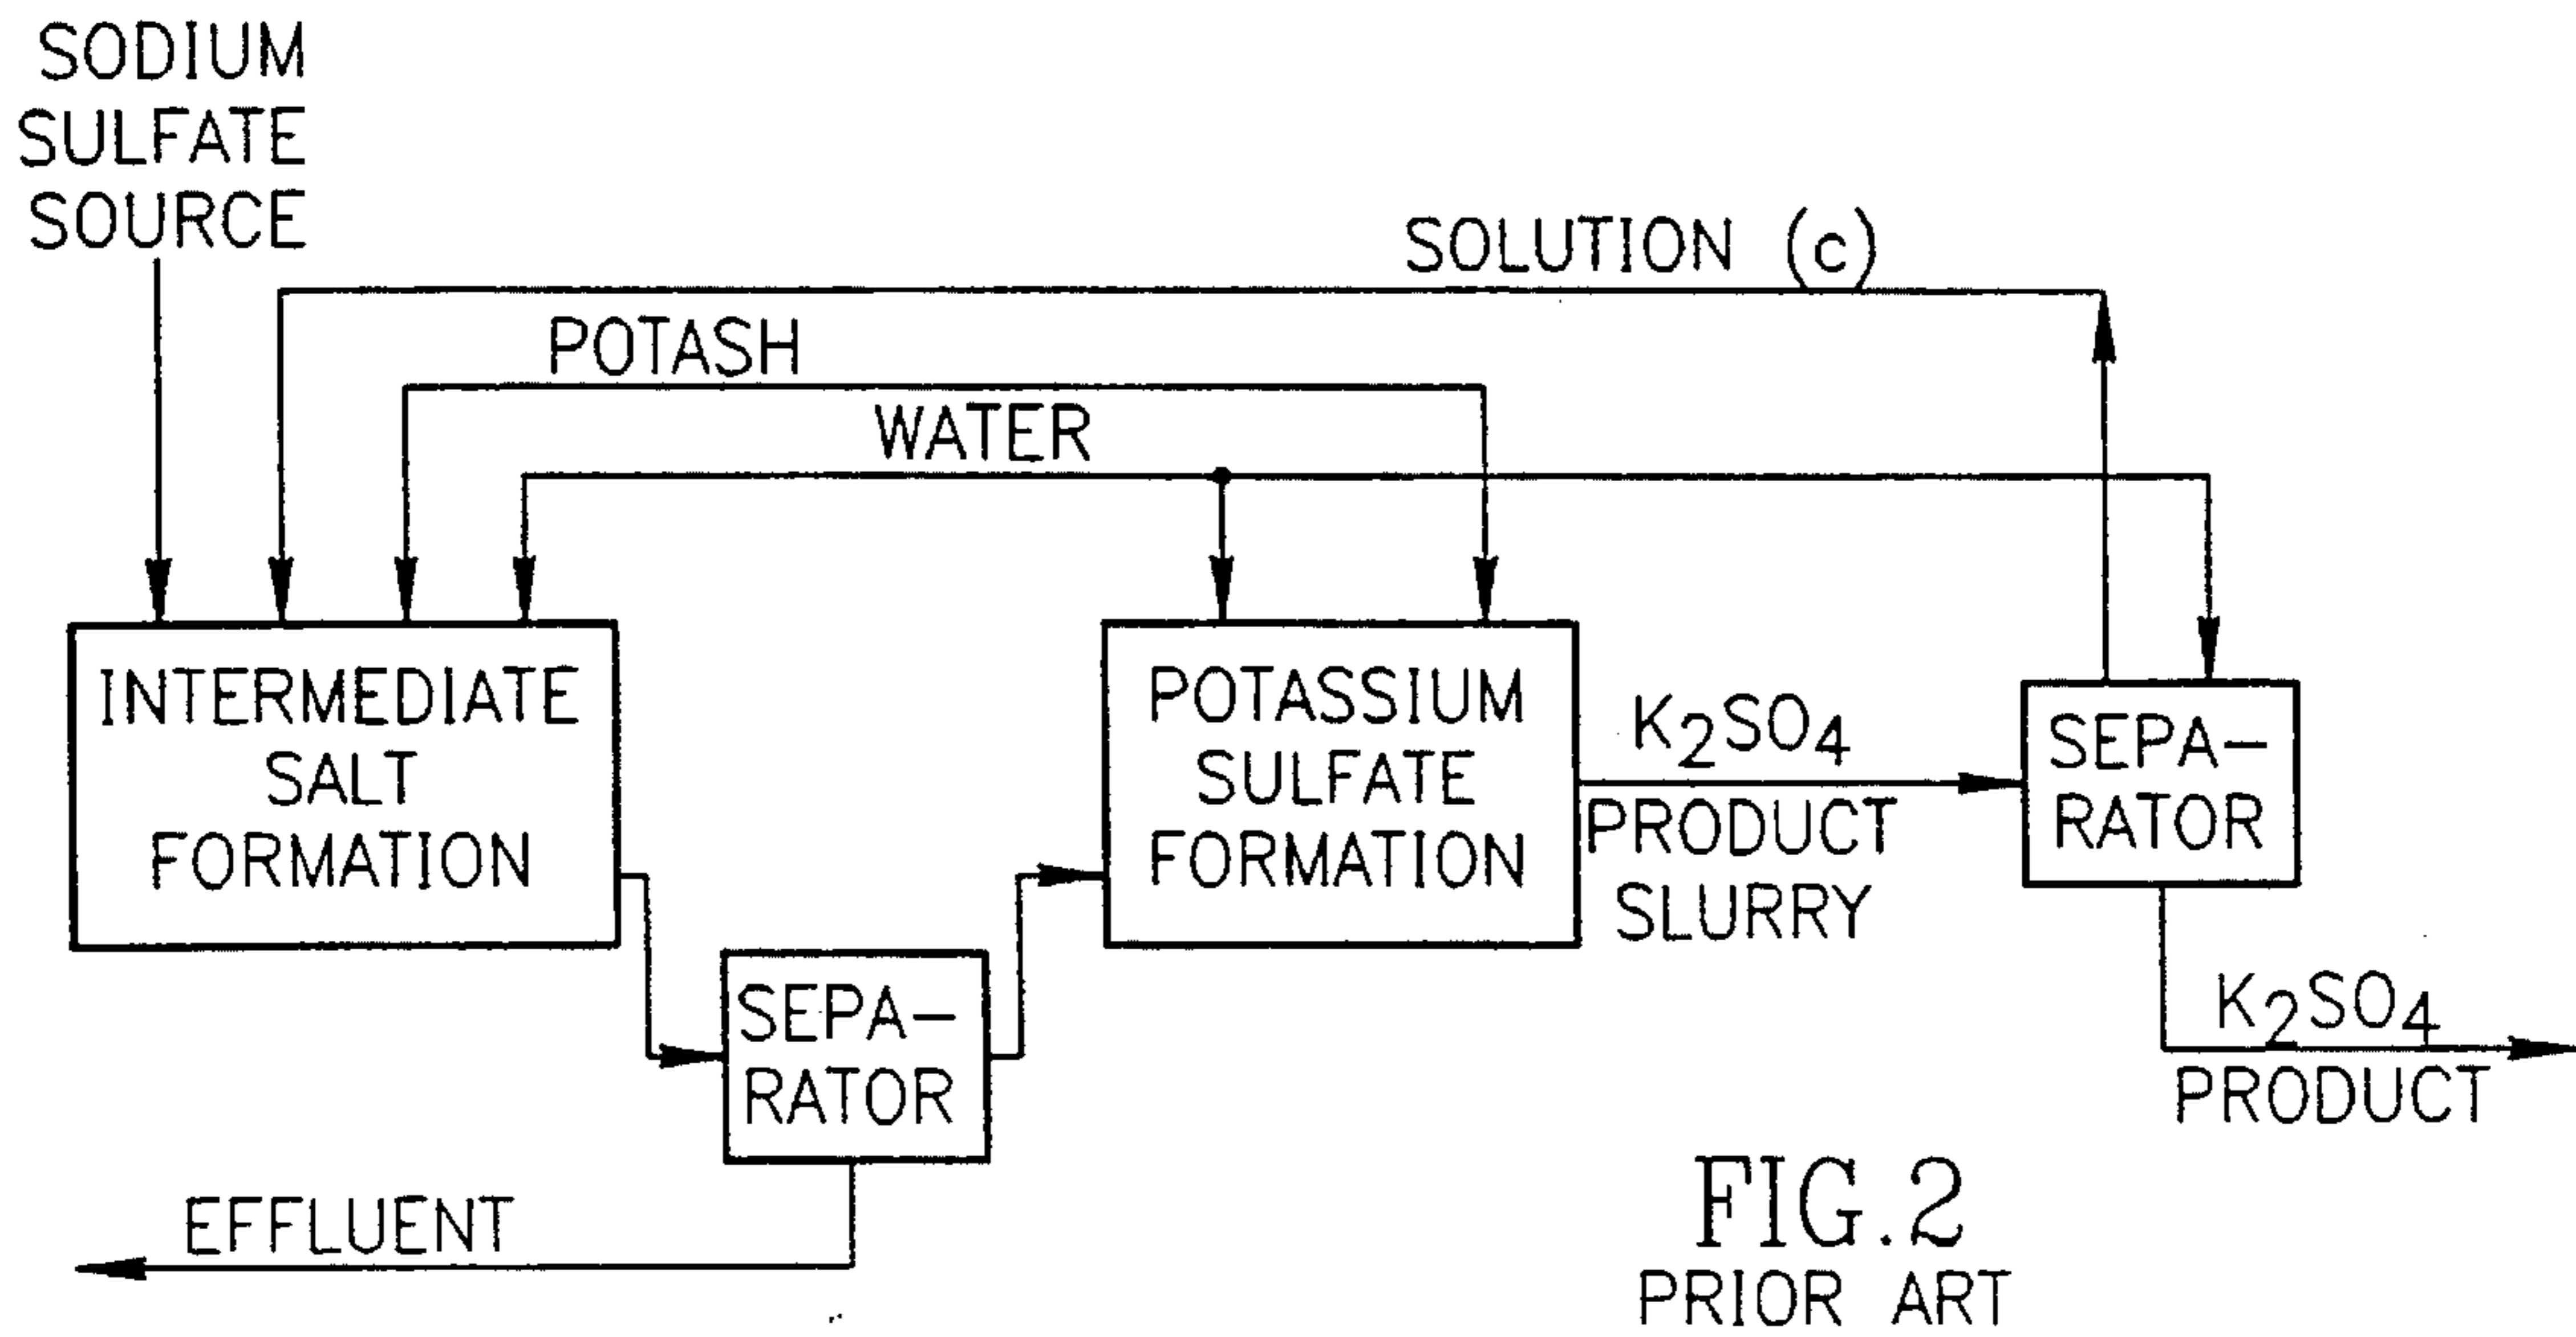 SODIUM
SULFATE
SOURCE
SOLUTION (c)
POTASH
WATER
INTERMEDIATE
SALT
FORMATION
POTASSIUM
SULFATE
FORMATION
K2SO4
PRODUCT
SLURRY
SEPA-
RATOR
SEPA-
RATOR
K2SO4
PRODUCT
EFFLUENT
FIG.2
PRIOR ART